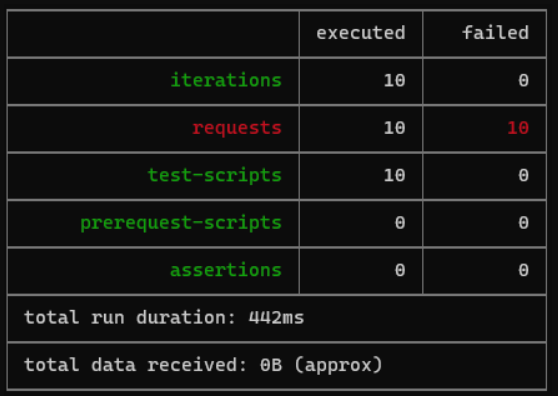 executed failed
iterations 10 0
requests 10 10
test-scripts 10 0
prerequest-scripts 0 0
assertions 0 0
total run duration: 442ms
total data received: 0B (approx)